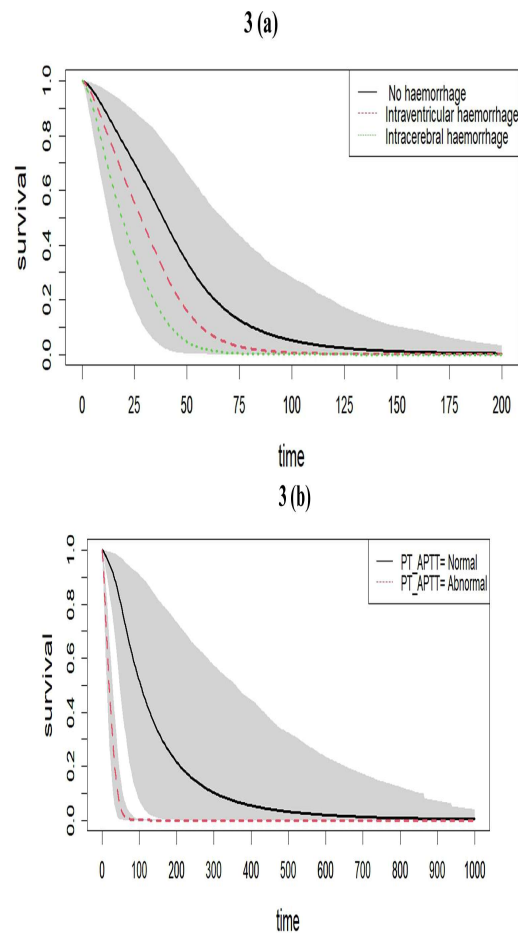 3 (a)
No haemorrhage
Intraventricular haemorrhage
Intracerebral haemorrhage
survival
1.0
0.8
0.6
0.4
0.2
0.0
0 25 50 75 100 125 150 175 200
time
3 (b)
PT_APTT= Normal
PT_APTT= Abnormal
survival
1.0
0.8
0.6
0.4
0.2
0.0
0 100 200 300 400 500 600 700 800 900 1000
time